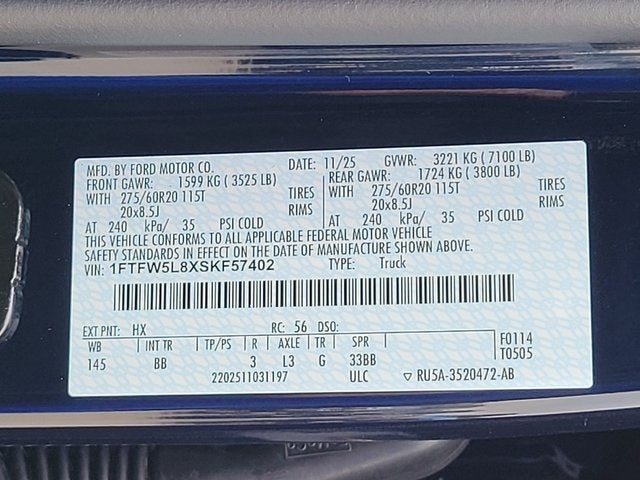 MFD. BY FORD MOTOR CO. DATE: 11/25 GVWR: 3221 KG ( 7100 LB)
FRONT GAWR: 1599 KG ( 3525 LB) REAR GAWR: 1724 KG ( 3800 LB)
WITH 275/60R20 115T TIRES WITH 275/60R20 115T TIRES
20x8.5J RIMS 20x8.5J RIMS
AT 240 kPa/ 35 PSI COLD AT 240 kPa/ 35 PSI COLD
THIS VEHICLE CONFORMS TO ALL APPLICABLE FEDERAL MOTOR VEHICLE
SAFETY STANDARDS IN EFFECT ON THE DATE OF MANUFACTURE SHOWN ABOVE.
VIN: 1FTFW5L8XSKF57402 TYPE: Truck
EXT PNT: HX RC: 56 DSO:
WB INT TR TP/PS R AXLE TR SPR F0114
145 BB 3 L3 G 33BB T0505
2202511031197 ULC ▽ RU5A-3520472-AB